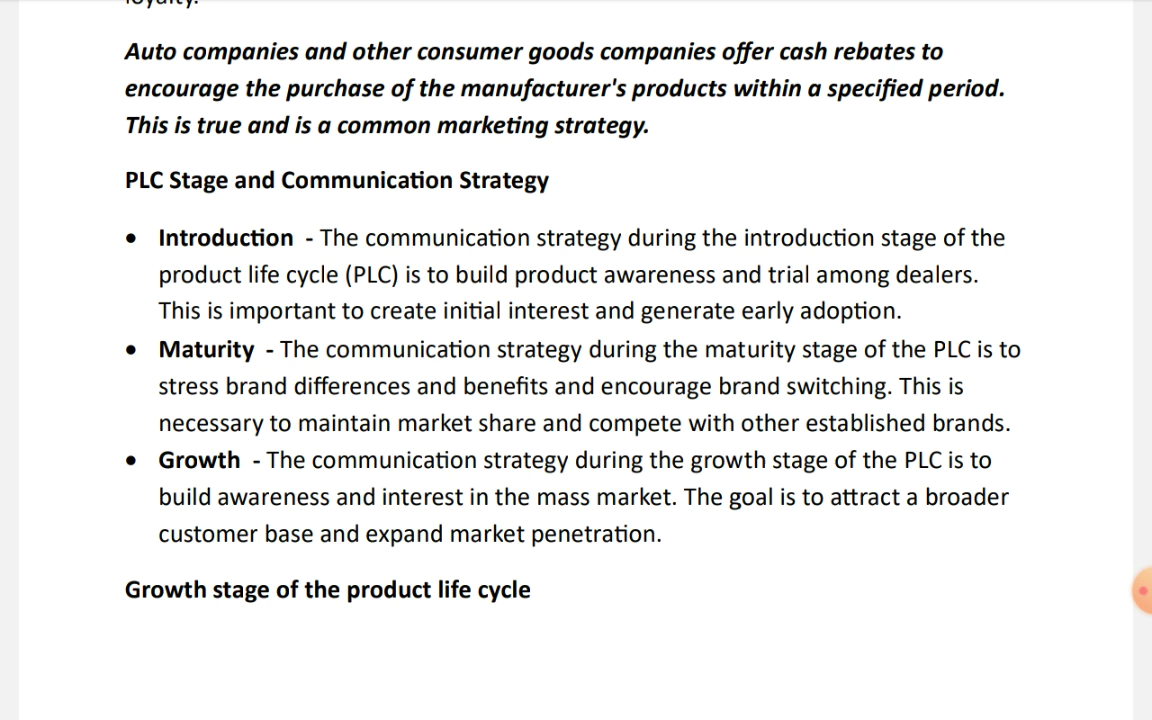 loyalty.
Auto companies and other consumer goods companies offer cash rebates to
encourage the purchase of the manufacturer's products within a specified period.
This is true and is a common marketing strategy.
PLC Stage and Communication Strategy
• Introduction - The communication strategy during the introduction stage of the
product life cycle (PLC) is to build product awareness and trial among dealers.
This is important to create initial interest and generate early adoption.
• Maturity - The communication strategy during the maturity stage of the PLC is to
stress brand differences and benefits and encourage brand switching. This is
necessary to maintain market share and compete with other established brands.
• Growth - The communication strategy during the growth stage of the PLC is to
build awareness and interest in the mass market. The goal is to attract a broader
customer base and expand market penetration.
Growth stage of the product life cycle